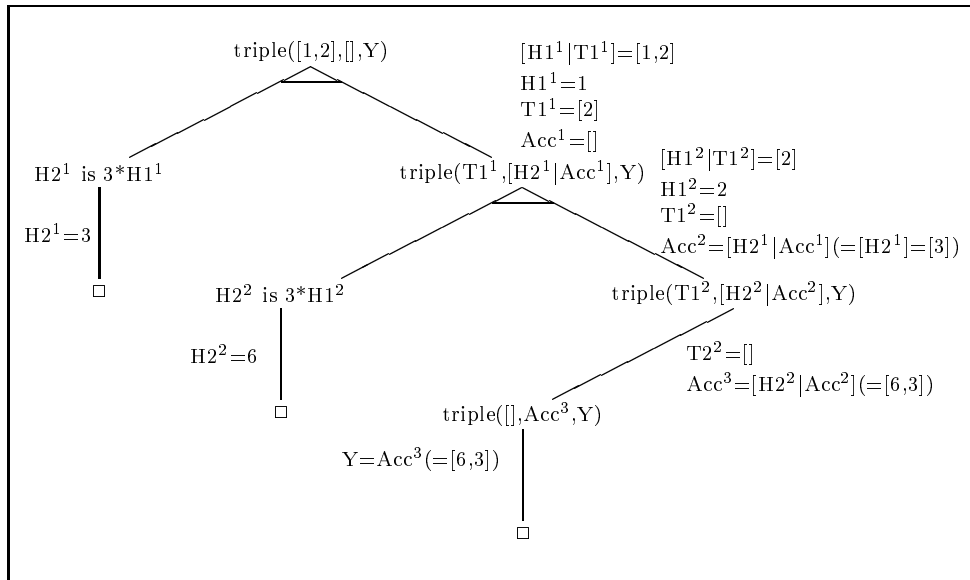 triple([1,2],[],Y)
[H1¹|T1¹]=[1,2]
H1¹=1
T1¹=[2]
Acc¹=[]
H2¹ is 3*H1¹
triple(T1¹,[H2¹|Acc¹],Y)
[H1²|T1²]=[2]
H1²=2
T1²=[]
Acc²=[H2¹|Acc¹](=[H2¹]=[3])
H2¹=3
H2² is 3*H1²
triple(T1²,[H2²|Acc²],Y)
H2²=6
T2²=[]
Acc³=[H2²|Acc²](=[6,3])
triple([],Acc³,Y)
Y=Acc³(=[6,3])